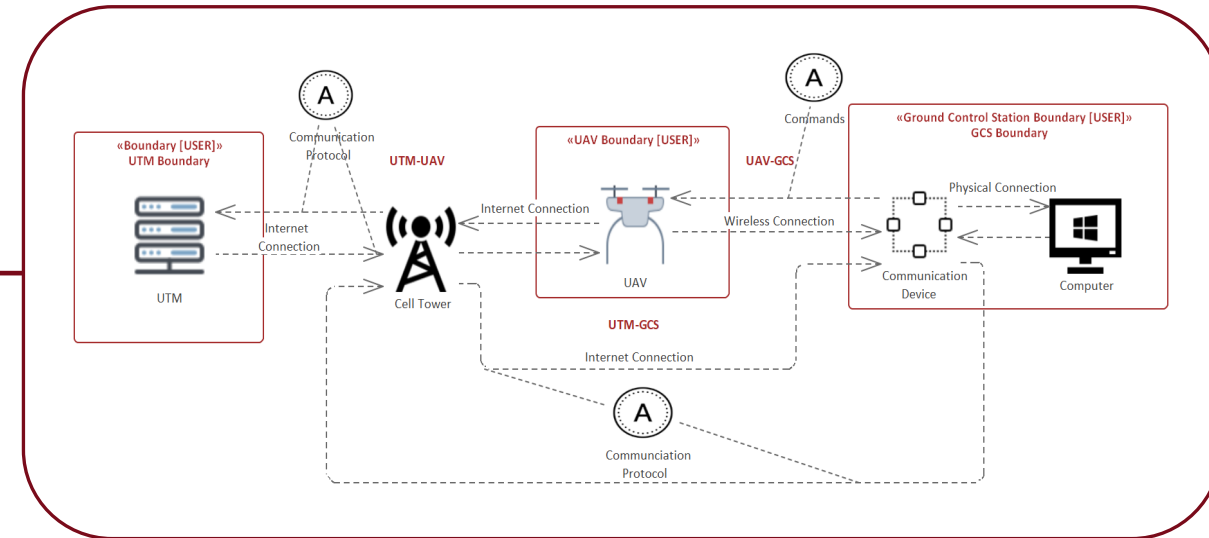 A
Communication
Protocol
A
Commands
«Boundary [USER]»
UTM Boundary
UTM-UAV
«UAV Boundary [USER]»
UAV-GCS
«Ground Control Station Boundary [USER]»
GCS Boundary
Internet
Connection
Internet Connection
Wireless Connection
Physical Connection
UTM
Cell Tower
UAV
Communication
Device
Computer
UTM-GCS
Internet Connection
A
Communciation
Protocol